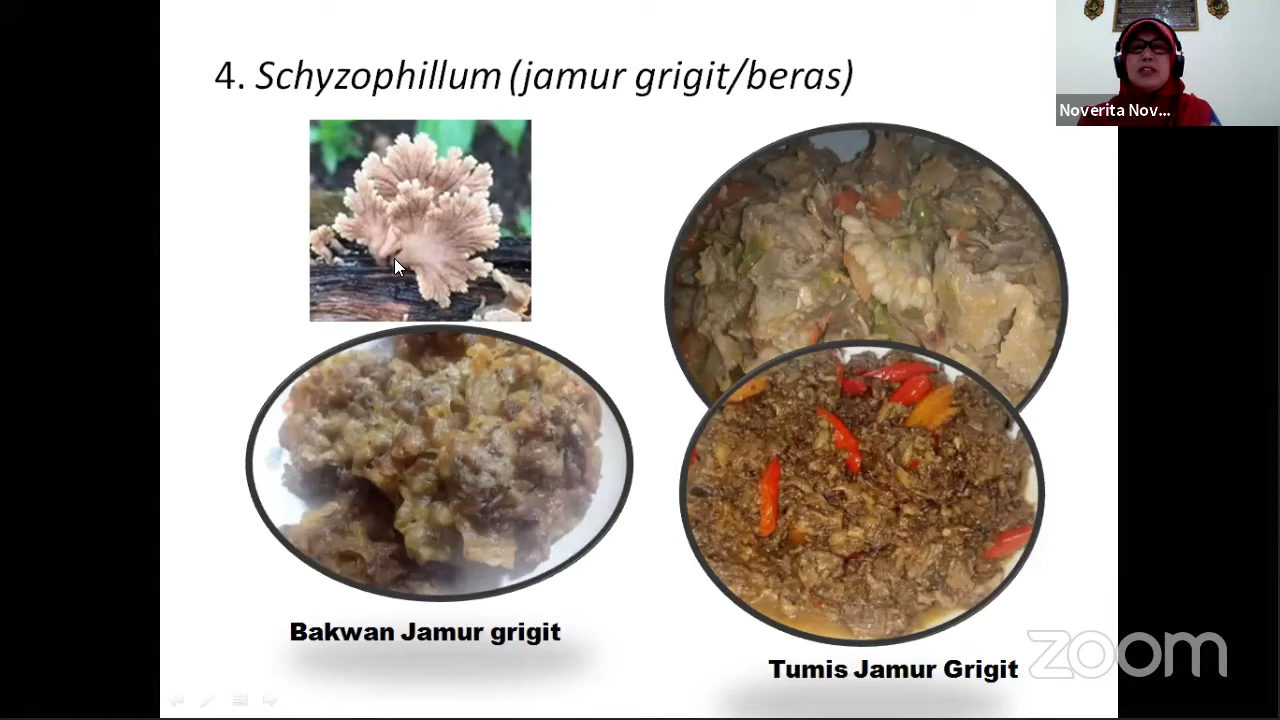 4. Schyzophillum (jamur grigit/beras)
Noverita Nov...
Bakwan Jamur grigit
Tumis Jamur Grigit
zoom